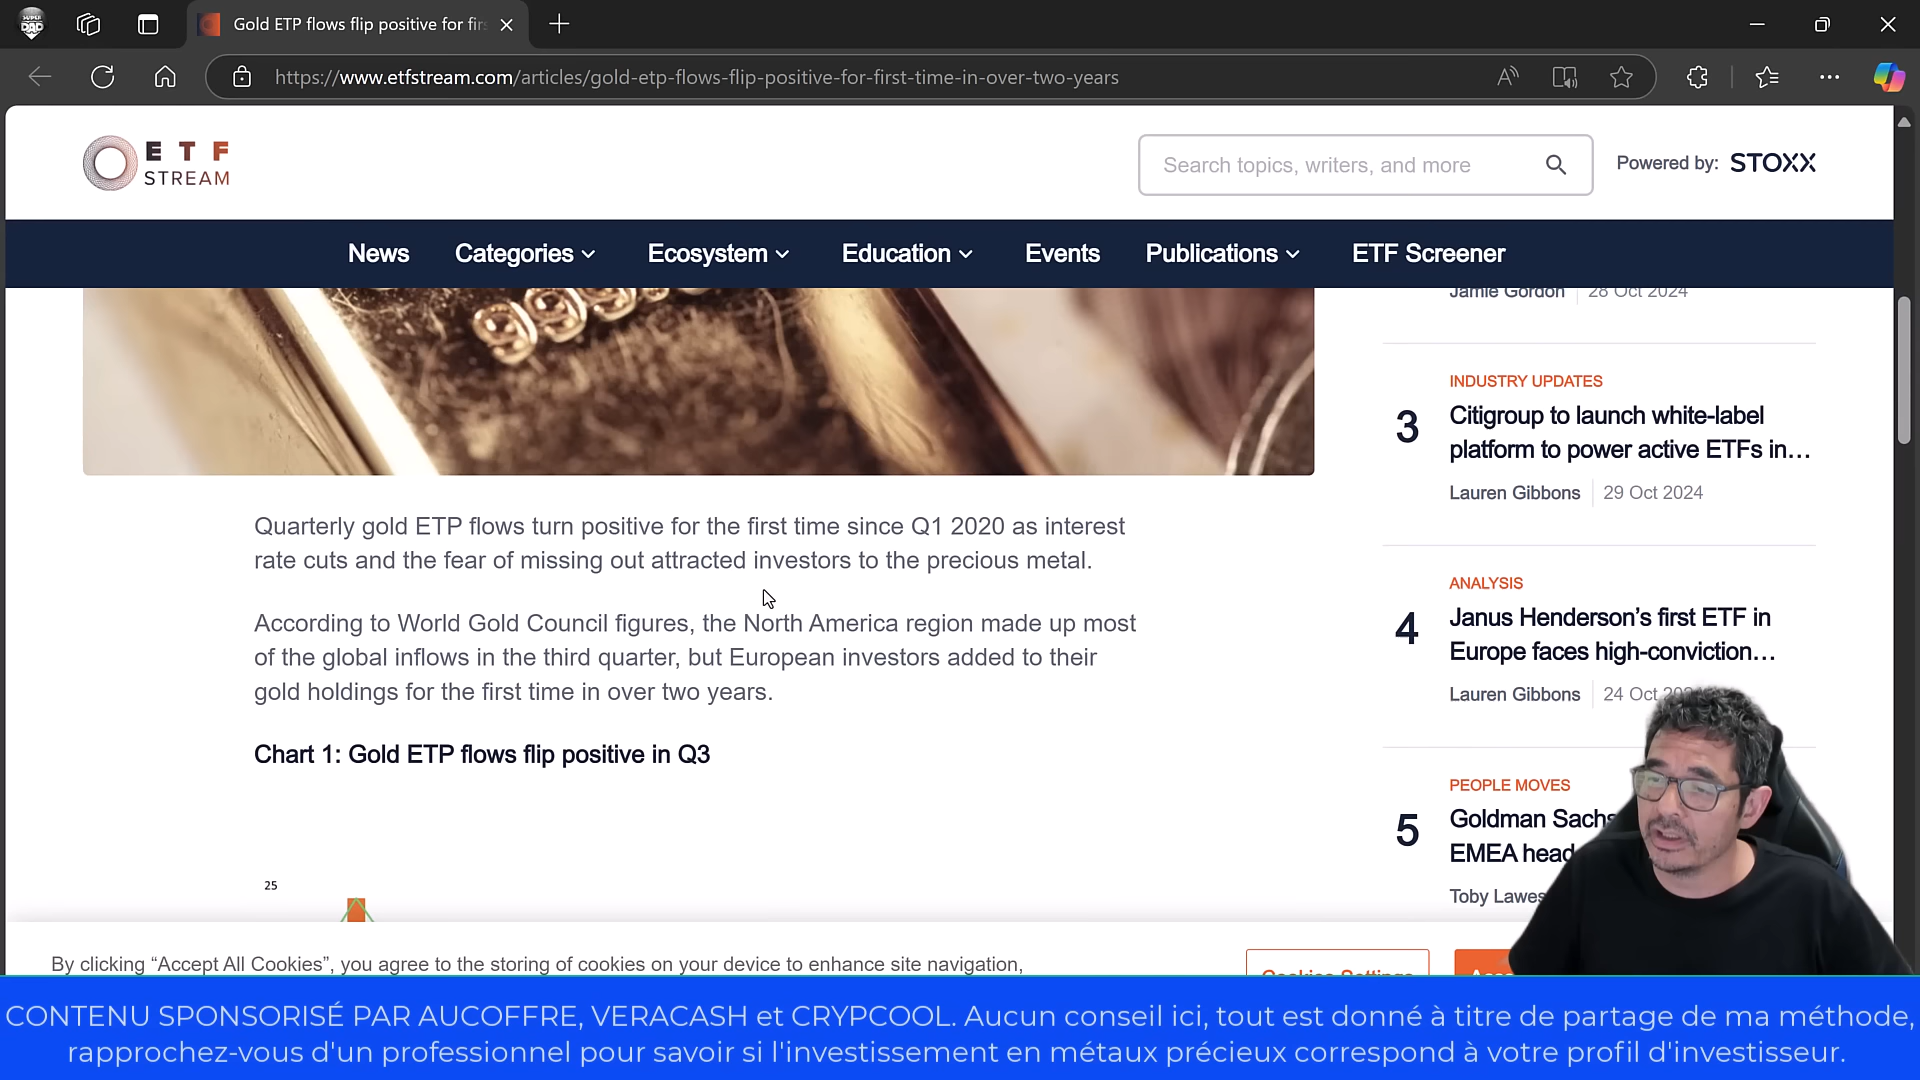 SUPER
DAD
Gold ETP flows flip positive for firs
https://www.etfstream.com/articles/gold-etp-flows-flip-positive-for-first-time-in-over-two-years
ETF
STREAM
Search topics, writers, and more
Powered by: STOXX
News
Categories
Ecosystem
Education
Events
Publications
ETF Screener
Jamie Gordon
28 Oct 2024
INDUSTRY UPDATES
3
Citigroup to launch white-label
platform to power active ETFs in…
Lauren Gibbons
29 Oct 2024
Quarterly gold ETP flows turn positive for the first time since Q1 2020 as interest
rate cuts and the fear of missing out attracted investors to the precious metal.
According to World Gold Council figures, the North America region made up most
of the global inflows in the third quarter, but European investors added to their
gold holdings for the first time in over two years.
Chart 1: Gold ETP flows flip positive in Q3
25
ANALYSIS
4
Janus Henderson’s first ETF in
Europe faces high-conviction…
Lauren Gibbons
24 Oct
PEOPLE MOVES
5
Goldman Sachs
EMEA head
Toby Lawes
By clicking “Accept All Cookies”, you agree to the storing of cookies on your device to enhance site navigation,
Cookies Settings
CONTENU SPONSORISÉ PAR AUCOFFRE, VERACASH et CRYPCOOL. Aucun conseil ici, tout est donné à titre de partage de ma méthode,
rapprochez-vous d'un professionnel pour savoir si l'investissement en métaux précieux correspond à votre profil d'investisseur.